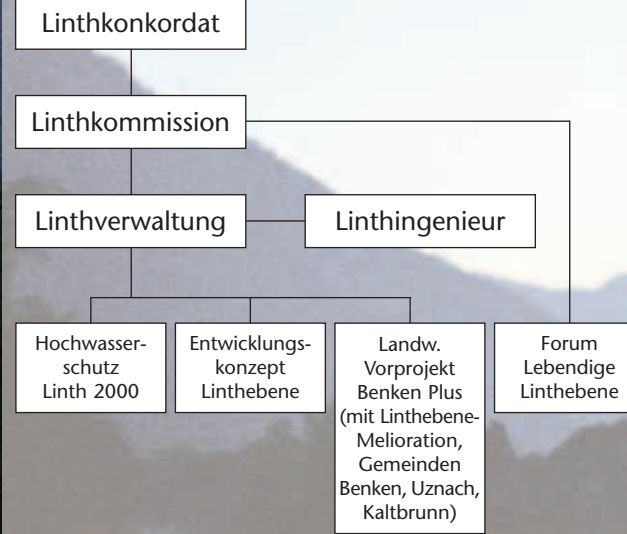 Linthkonkordat
Linthkommission
Linthverwaltung
Linthingenieur
Hochwasser-
schutz
Linth 2000
Entwicklungs-
konzept
Linthebene
Landw.
Vorprojekt
Benken Plus
(mit Linthebene-
Melioration,
Gemeinden
Benken, Uznach,
Kaltbrunn)
Forum
Lebendige
Linthebene